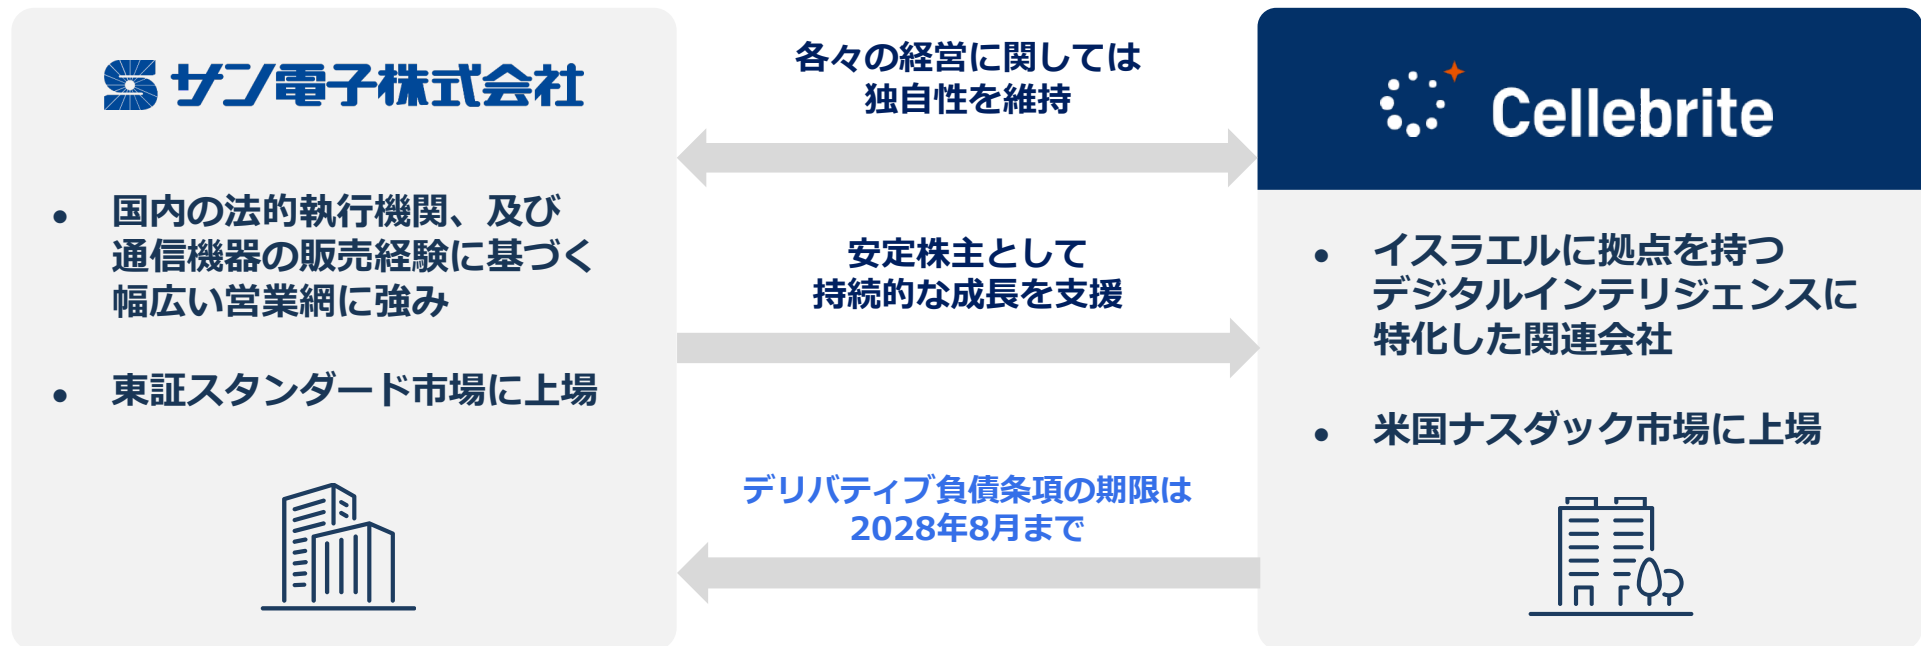 サン電子株式会社
● 国内の法的執行機関、及び
通信機器の販売経験に基づく
幅広い営業網に強み
● 東証スタンダード市場に上場
各々の経営に関しては
独自性を維持
安定株主として
持続的な成長を支援
デリバティブ負債条項の期限は
2028年8月まで
Cellebrite
● イスラエルに拠点を持つ
デジタルインテリジェンスに
特化した関連会社
● 米国ナスダック市場に上場